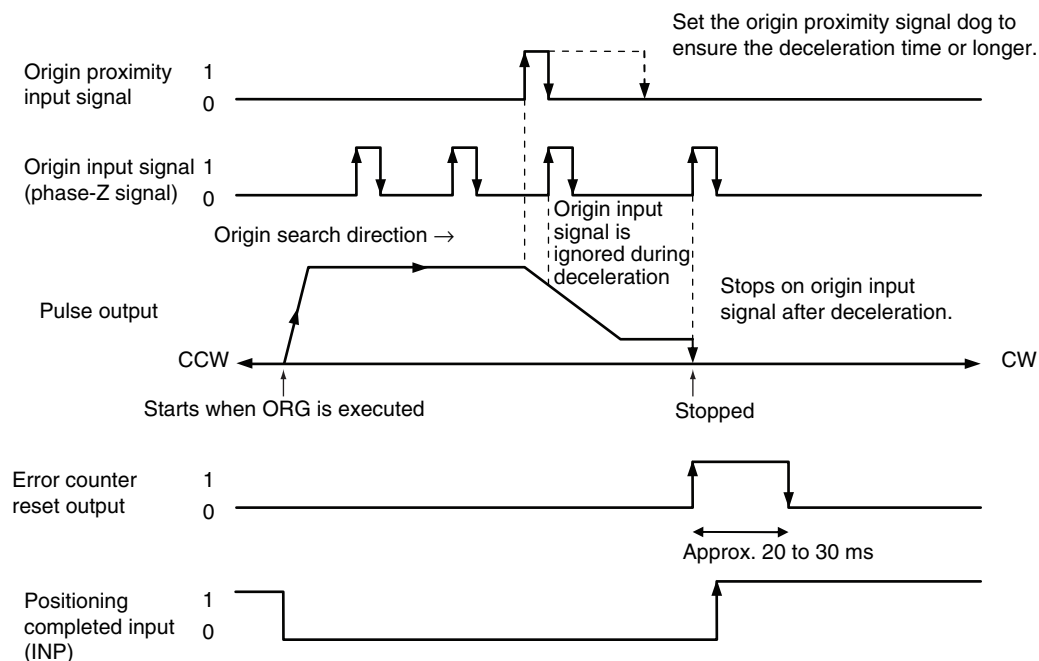 Set the origin proximity signal dog to
ensure the deceleration time or longer.
Origin proximity
input signal
1
0
Origin input signal
(phase-Z signal)
1
0
Origin search direction →
Origin input
signal is
ignored during
deceleration
Pulse output
Stops on origin input
signal after deceleration.
CCW
CW
Starts when ORG is executed
Stopped
Error counter
reset output
1
0
Approx. 20 to 30 ms
Positioning
completed input
(INP)
1
0